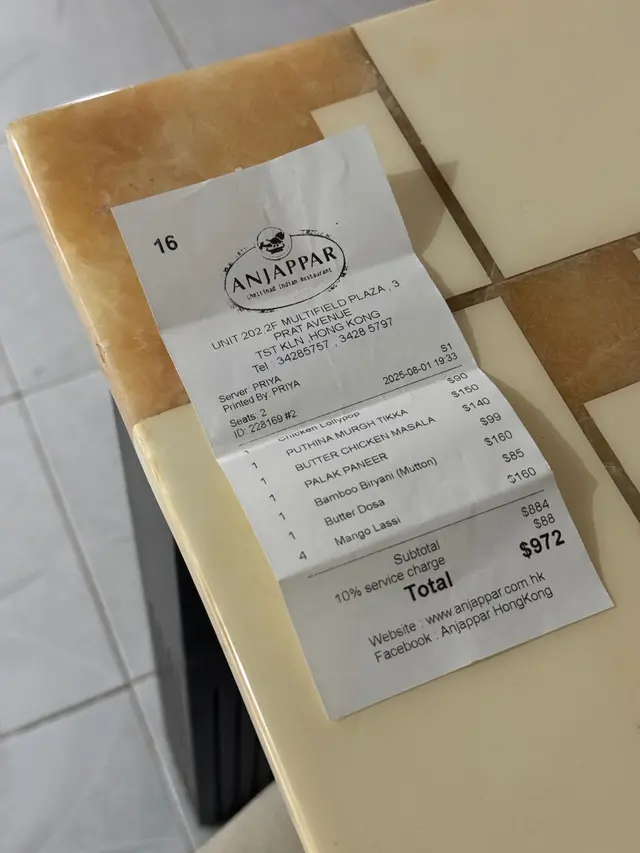 16
ANJAPPAR
Chettinad Indian Restaurant
UNIT 202,2F MULTIFIELD PLAZA , 3
PRAT AVENUE
TST KLN ,HONG KONG
Tel : 34285757 , 3428 5797
S1
Server: PRIYA
Printed By: PRIYA 2025-08-01 19:33
Seats: 2
ID: 228169 #2
1 Chicken Lollypop $90
1 PUTHINA MURGH TIKKA $150
1 BUTTER CHICKEN MASALA $140
1 PALAK PANEER $99
1 Bamboo Biryani (Mutton) $160
1 Butter Dosa $85
4 Mango Lassi $160
Subtotal $884
10% service charge $88
Total $972
Website : www.anjappar.com.hk
Facebook : Anjappar HongKong